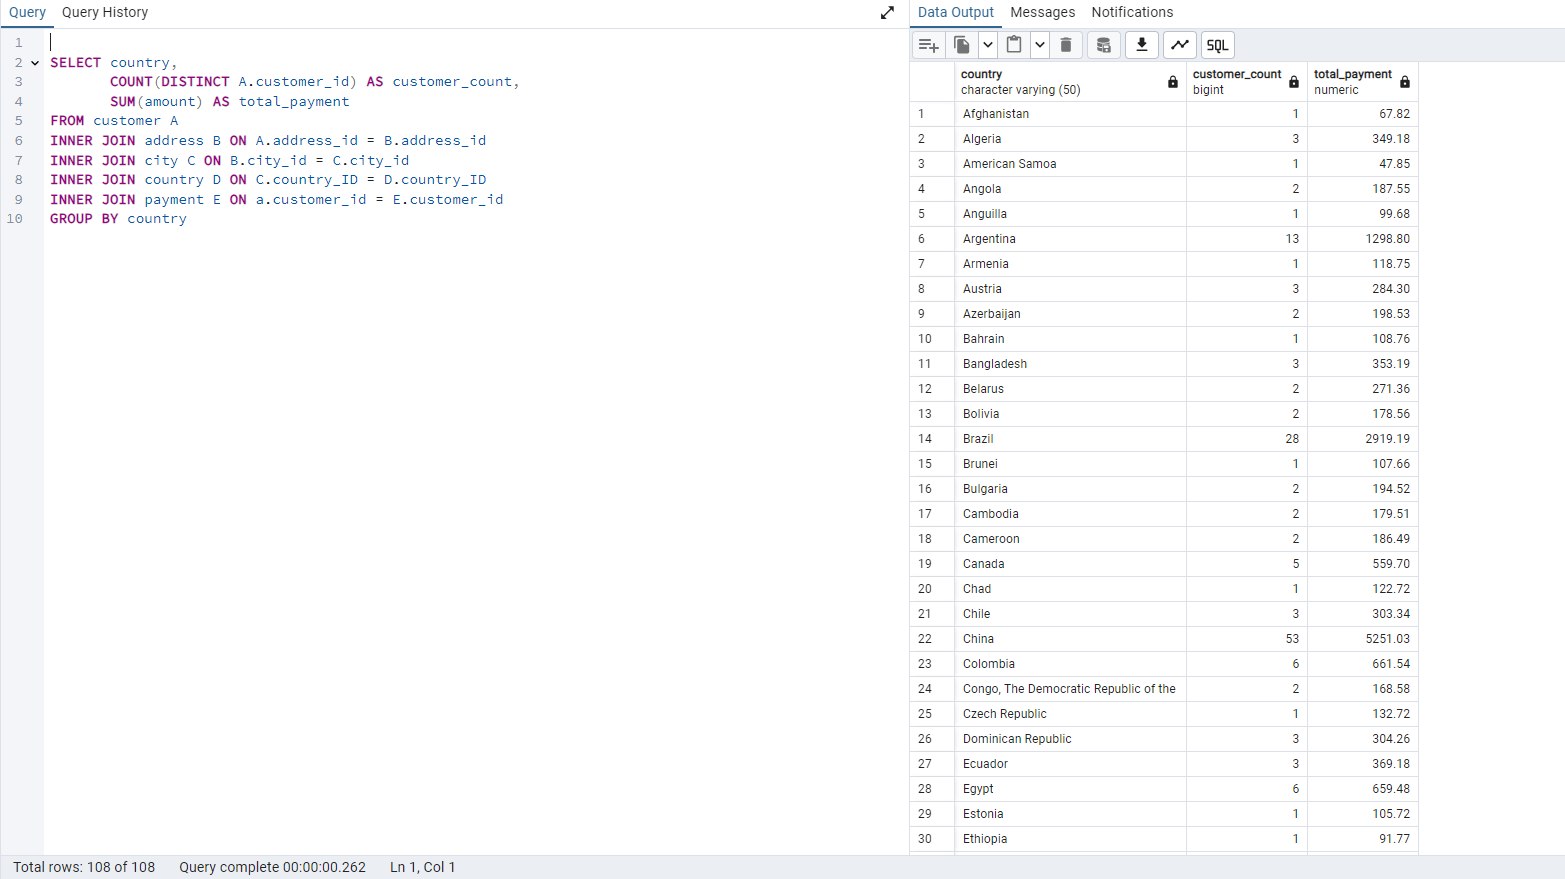 Query Query History
1
2 SELECT country,
3 COUNT(DISTINCT A.customer_id) AS customer_count,
4 SUM(amount) AS total_payment
5 FROM customer A
6 INNER JOIN address B ON A.address_id = B.address_id
7 INNER JOIN city C ON B.city_id = C.city_id
8 INNER JOIN country D ON C.country_ID = D.country_ID
9 INNER JOIN payment E ON a.customer_id = E.customer_id
10 GROUP BY country
Data Output Messages Notifications
SQL
country customer_count total_payment
character varying (50) bigint numeric
1 Afghanistan 1 67.82
2 Algeria 3 349.18
3 American Samoa 1 47.85
4 Angola 2 187.55
5 Anguilla 1 99.68
6 Argentina 13 1298.80
7 Armenia 1 118.75
8 Austria 3 284.30
9 Azerbaijan 2 198.53
10 Bahrain 1 108.76
11 Bangladesh 3 353.19
12 Belarus 2 271.36
13 Bolivia 2 178.56
14 Brazil 28 2919.19
15 Brunei 1 107.66
16 Bulgaria 2 194.52
17 Cambodia 2 179.51
18 Cameroon 2 186.49
19 Canada 5 559.70
20 Chad 1 122.72
21 Chile 3 303.34
22 China 53 5251.03
23 Colombia 6 661.54
24 Congo, The Democratic Republic of the 2 168.58
25 Czech Republic 1 132.72
26 Dominican Republic 3 304.26
27 Ecuador 3 369.18
28 Egypt 6 659.48
29 Estonia 1 105.72
30 Ethiopia 1 91.77
Total rows: 108 of 108 Query complete 00:00:00.262 Ln 1, Col 1